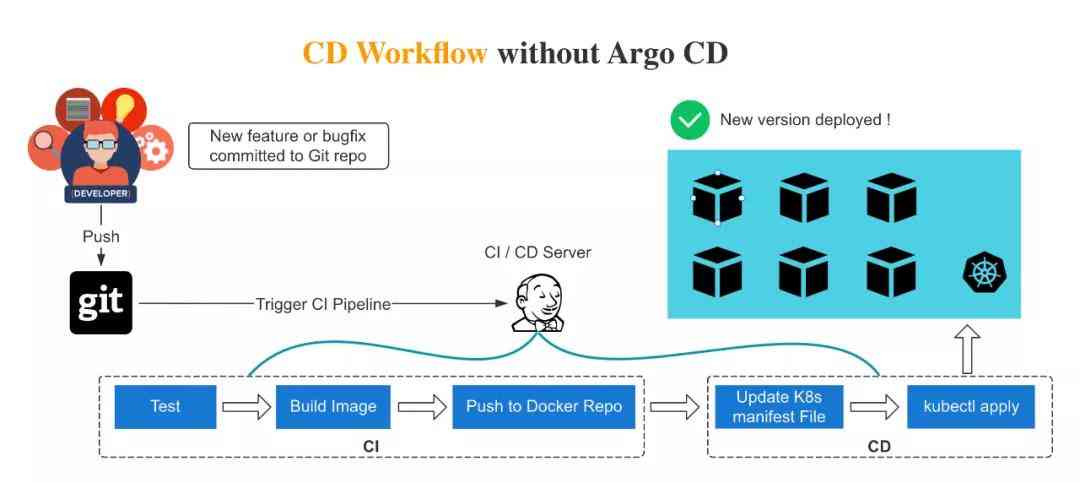 CD Workflow without Argo CD
New feature or bugfix
committed to Git repo
New version deployed !
DEVELOPER
Push
git
Trigger CI Pipeline
CI / CD Server
Test
Build Image
Push to Docker Repo
Update K8s
manifest File
kubectl apply
CI
CD